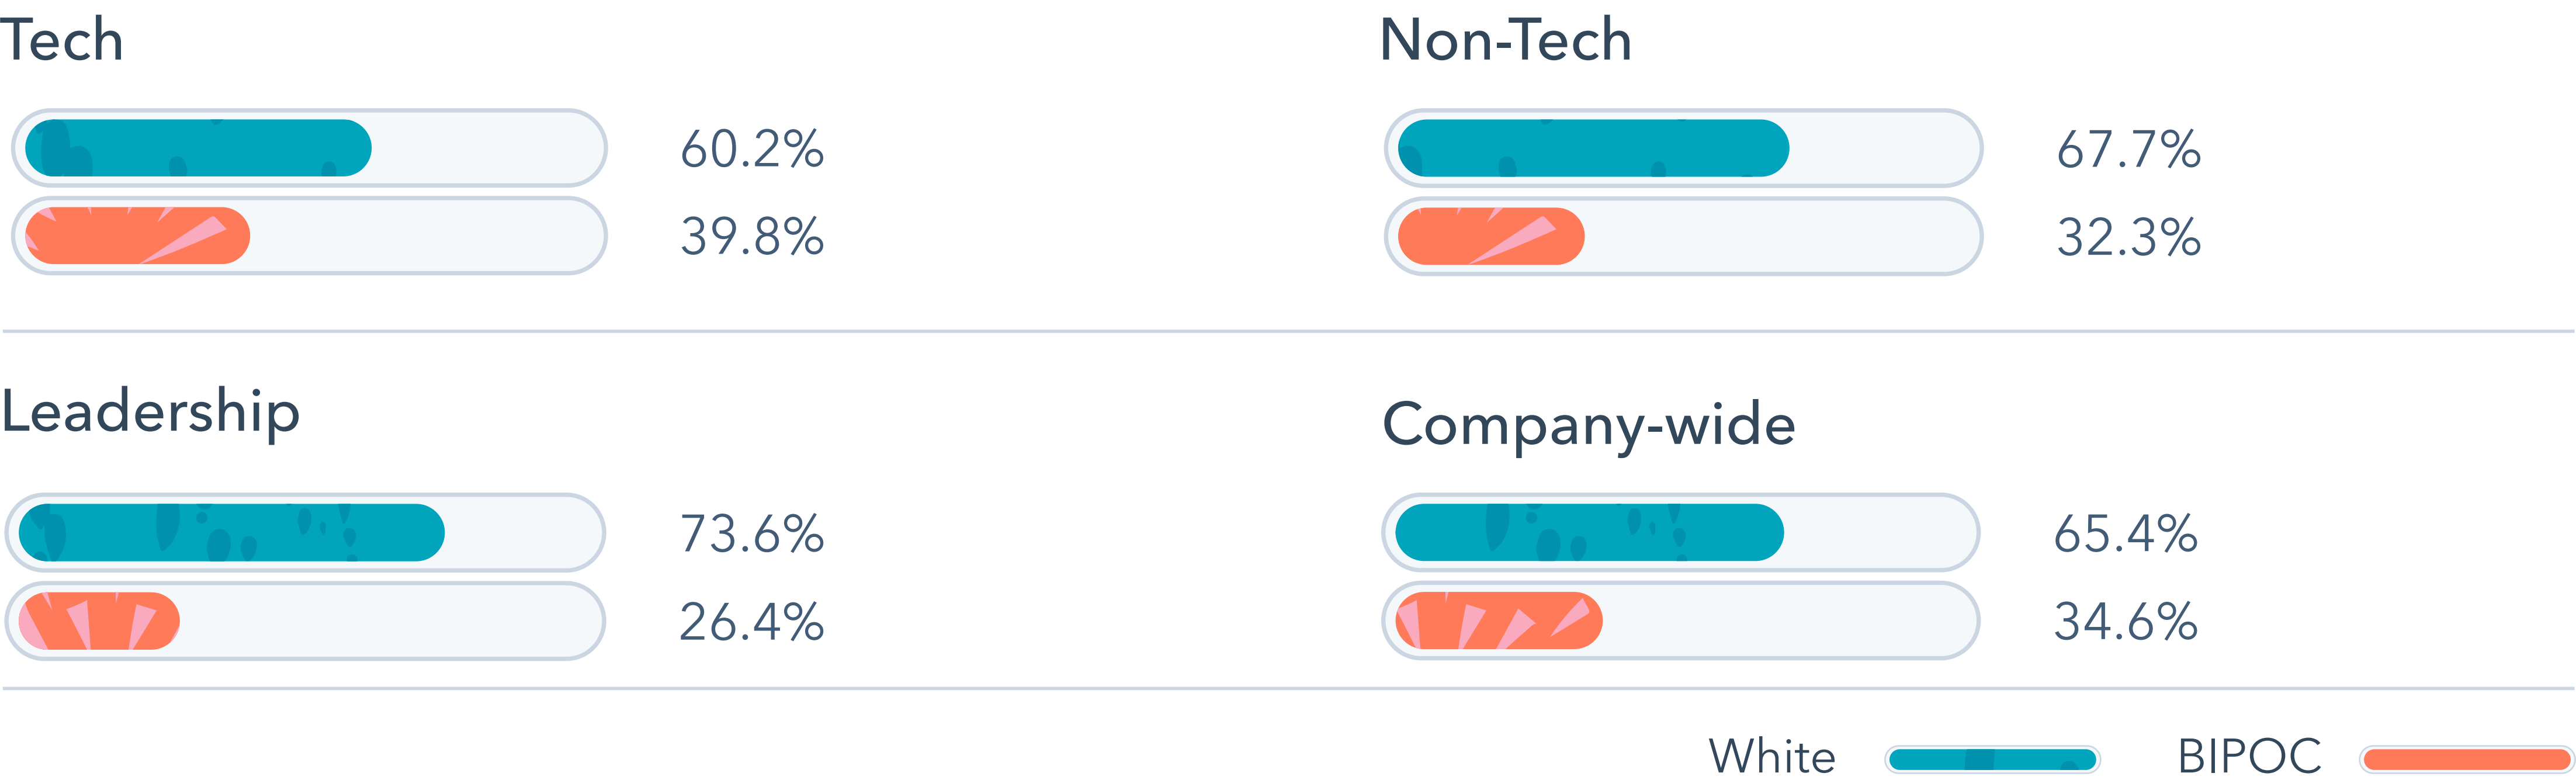 Tech
60.2%
39.8%
Non-Tech
67.7%
32.3%
Leadership
73.6%
26.4%
Company-wide
65.4%
34.6%
White
BIPOC